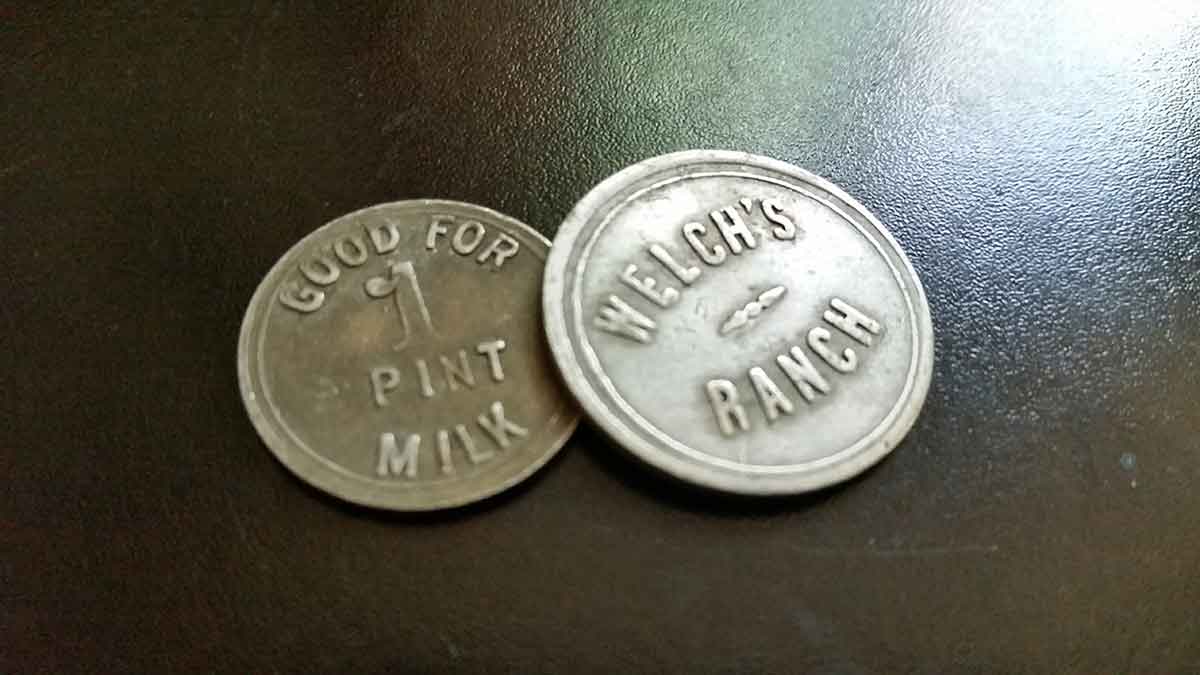 GOOD FOR
1
PINT
MILK
WELCH'S
RANCH